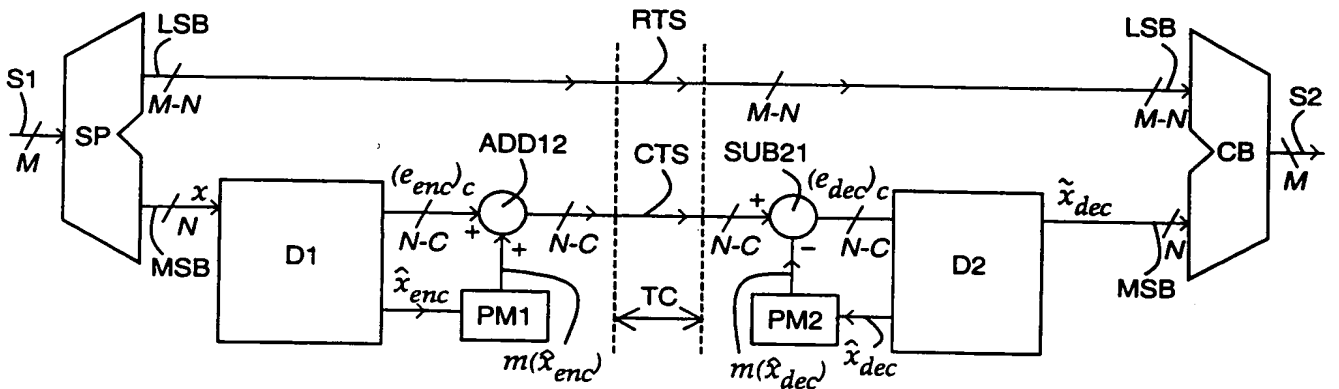 LSB
RTS
LSB
S1
M-N
M-N
M-N
S2
SP
M
ADD12
CTS
SUB21
CB
M
x
(e_enc)_c
+
+
+
(e_dec)_c
x̃_dec
N
N-C
N-C
N-C
−
N-C
N
MSB
D1
D2
MSB
x̂_enc
TC
PM1
PM2
x̂_dec
m(x̂_enc)
m(x̂_dec)